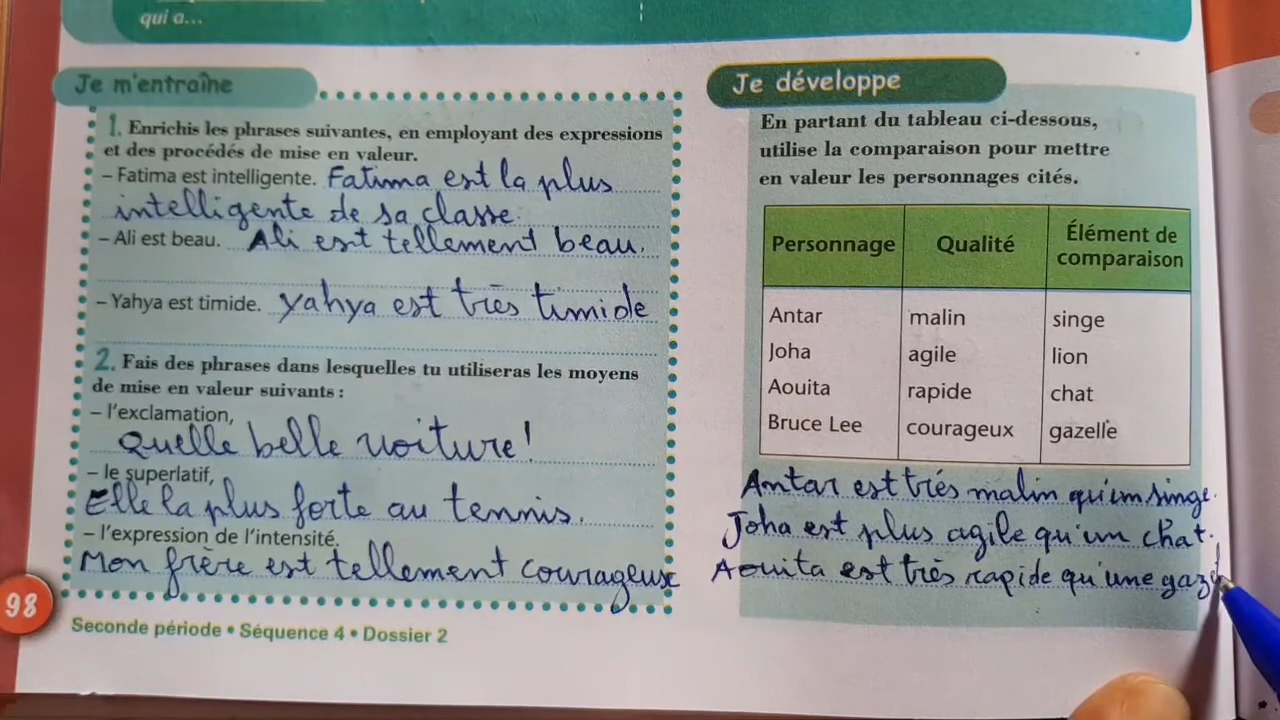 qui a...
Je m'entraîne
1. Enrichis les phrases suivantes, en employant des expressions
et des procédés de mise en valeur.
– Fatima est intelligente. Fatima est la plus
intelligente de sa classe.
– Ali est beau. Ali est tellement beau.
– Yahya est timide. Yahya est très timide
2. Fais des phrases dans lesquelles tu utiliseras les moyens
de mise en valeur suivants :
– l'exclamation,
Quelle belle voiture !
– le superlatif,
Elle la plus forte au tennis.
– l'expression de l'intensité.
Mon frère est tellement courageuse
98
Seconde période • Séquence 4 • Dossier 2
Je développe
En partant du tableau ci-dessous,
utilise la comparaison pour mettre
en valeur les personnages cités.
Personnage Qualité Élément de comparaison
Antar malin singe
Joha agile lion
Aouita rapide chat
Bruce Lee courageux gazelle
Antar est trés malin qu'un singe.
Joha est plus agile qu'un chat.
Aouita est très rapide qu'une